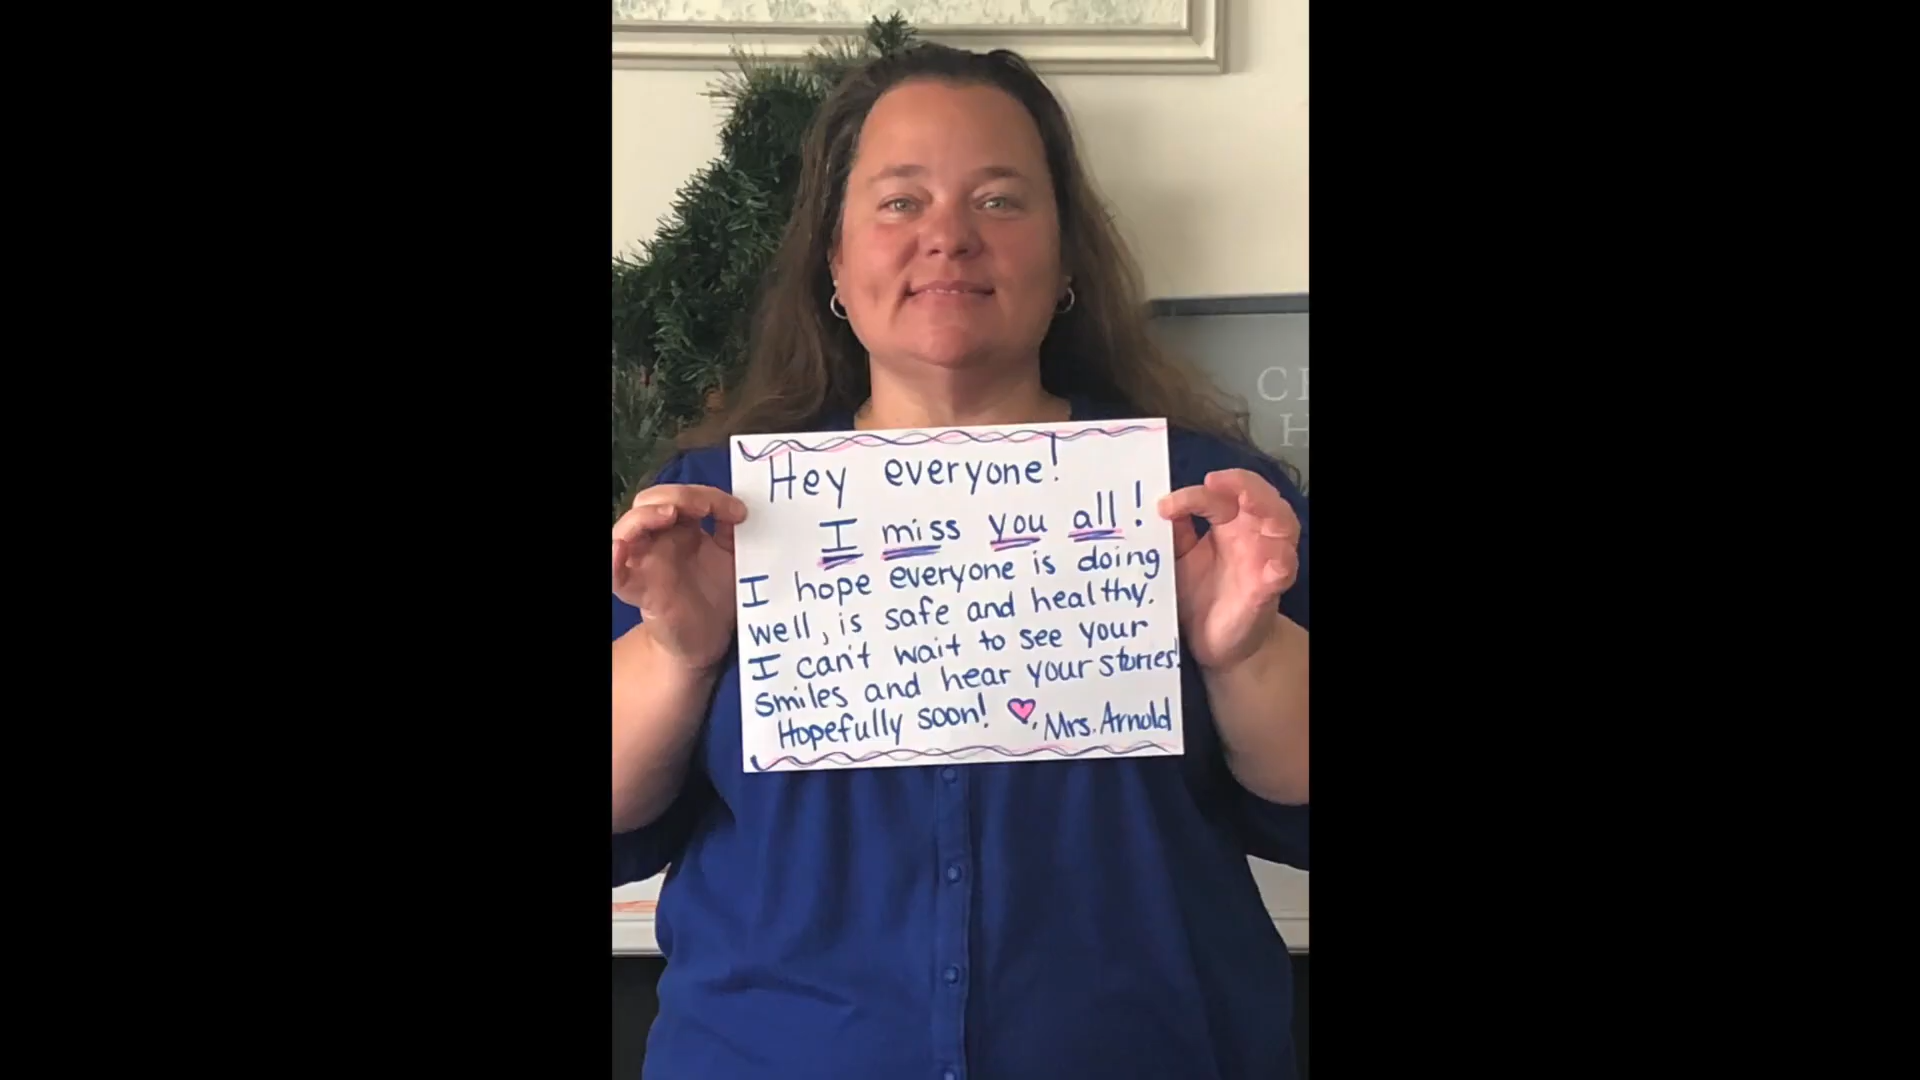 Hey everyone!
I miss you all!
I hope everyone is doing
well, is safe and healthy.
I can't wait to see your
smiles and hear your stories!
Hopefully soon! ♥, Mrs. Arnold